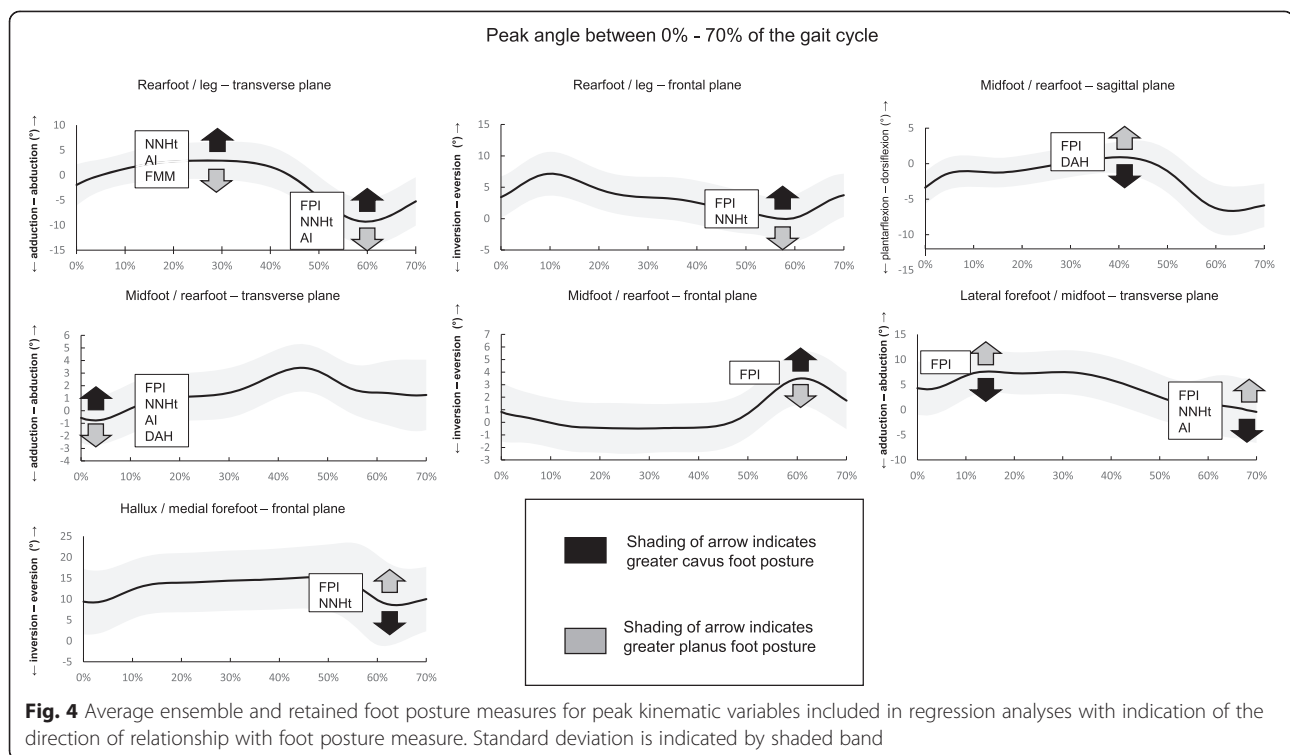 Peak angle between 0% - 70% of the gait cycle
Rearfoot / leg – transverse plane
← adduction – abduction (°) →
10
5
0
-5
-10
-15
NNHt
AI
FMM
FPI
NNHt
AI
0% 10% 20% 30% 40% 50% 60% 70%
Rearfoot / leg – frontal plane
← inversion – eversion (°) →
15
10
5
0
-5
FPI
NNHt
0% 10% 20% 30% 40% 50% 60% 70%
Midfoot / rearfoot – sagittal plane
← plantarflexion – dorsiflexion (°) →
5
0
-5
-10
-15
FPI
DAH
0% 10% 20% 30% 40% 50% 60% 70%
Midfoot / rearfoot – transverse plane
← adduction – abduction (°) →
6
5
4
3
2
1
0
-1
-2
-3
-4
FPI
NNHt
AI
DAH
0% 10% 20% 30% 40% 50% 60% 70%
Midfoot / rearfoot – frontal plane
← inversion – eversion (°) →
7
6
5
4
3
2
1
0
-1
-2
-3
FPI
0% 10% 20% 30% 40% 50% 60% 70%
Lateral forefoot / midfoot – transverse plane
← adduction – abduction (°) →
15
10
5
0
-5
-10
FPI
FPI
NNHt
AI
0% 10% 20% 30% 40% 50% 60% 70%
Hallux / medial forefoot – frontal plane
← inversion – eversion (°) →
25
20
15
10
5
0
-5
FPI
NNHt
0% 10% 20% 30% 40% 50% 60% 70%
Shading of arrow indicates
greater cavus foot posture
Shading of arrow indicates
greater planus foot posture
Fig. 4 Average ensemble and retained foot posture measures for peak kinematic variables included in regression analyses with indication of the
direction of relationship with foot posture measure. Standard deviation is indicated by shaded band